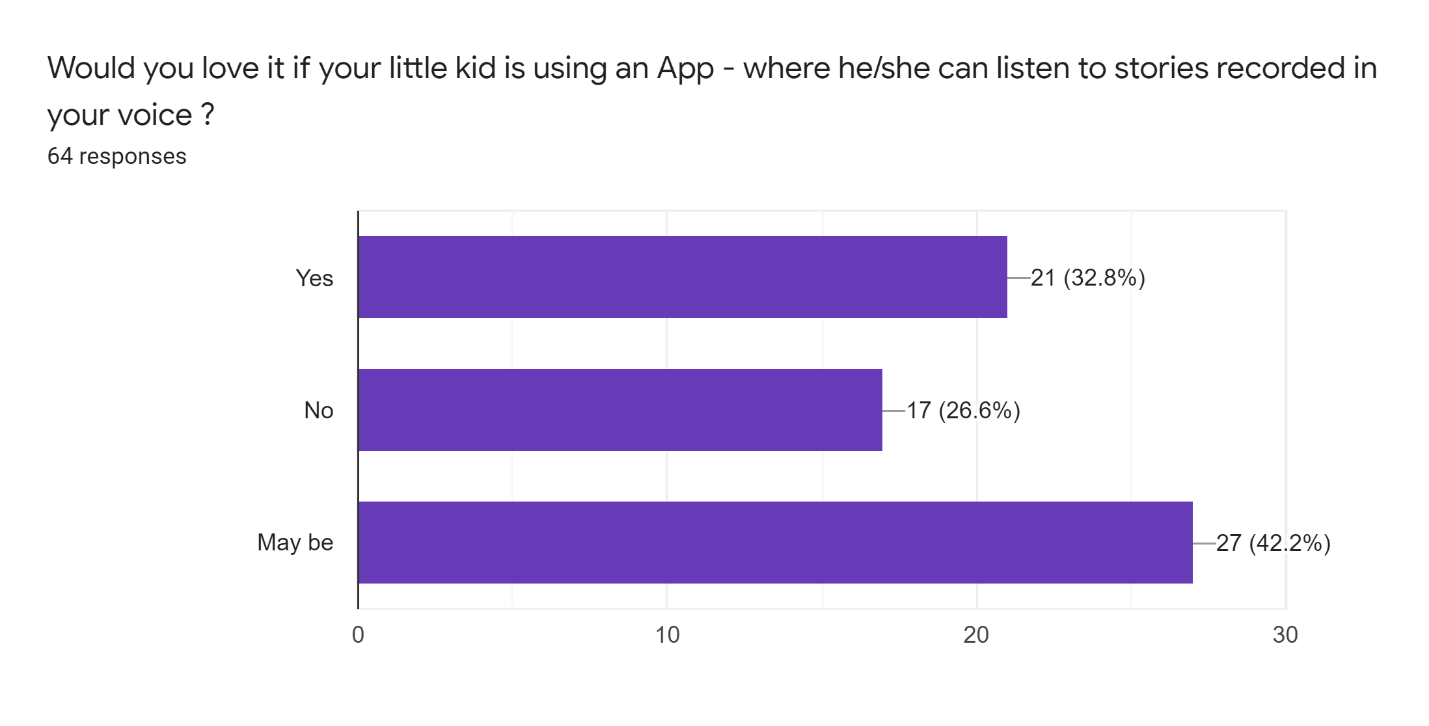 Would you love it if your little kid is using an App - where he/she can listen to stories recorded in
your voice ?
64 responses
Yes
21 (32.8%)
No
17 (26.6%)
May be
27 (42.2%)
0
10
20
30